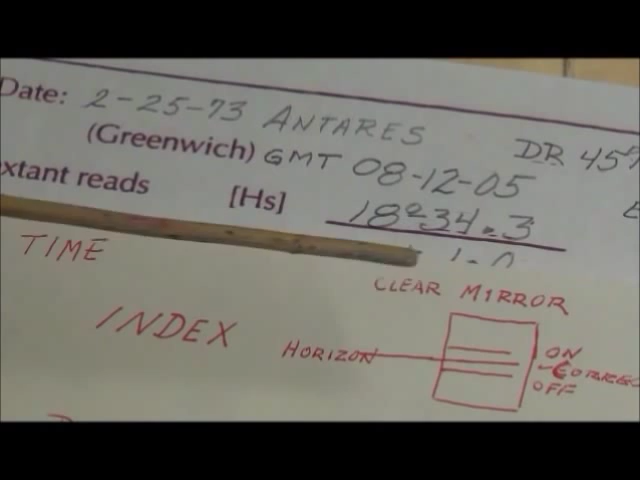 Date: 2-25-73 ANTARES DR 45
(Greenwich) GMT 08-12-05
xtant reads [Hs] 18°34.3
TIME
CLEAR MIRROR
INDEX
HORIZON
ON
CORREC
OFF